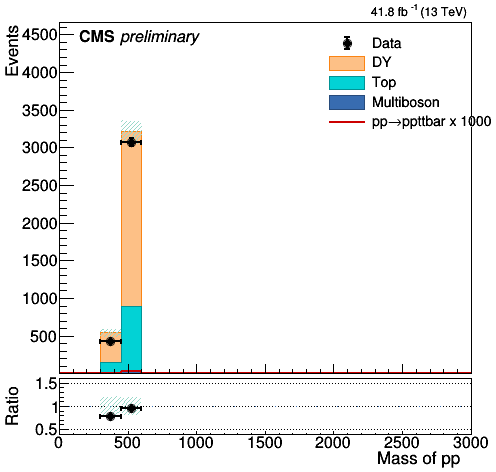 41.8 fb⁻¹ (13 TeV)
CMS preliminary
Events
4500
4000
3500
3000
2500
2000
1500
1000
500
Data
DY
Top
Multiboson
pp→ppttbar x 1000
Ratio
1.5
1
0.5
0 500 1000 1500 2000 2500 3000
Mass of pp